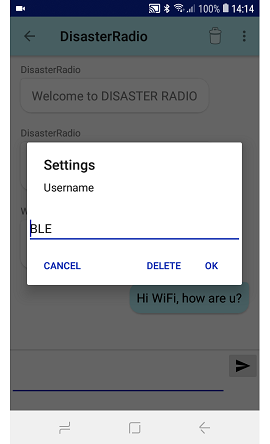 100% 14:14
DisasterRadio
DisasterRadio
Welcome to DISASTER RADIO
DisasterRadio
Settings
Username
W
BLE
CANCEL DELETE OK
Hi WiFi, how are u?